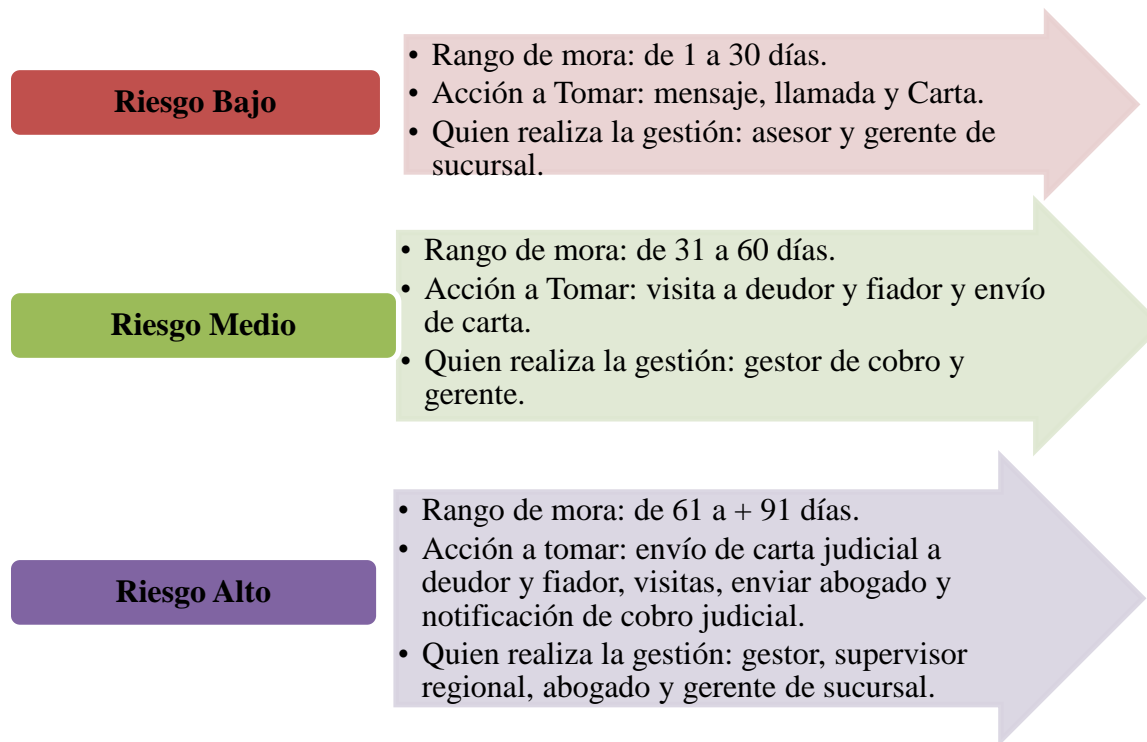 Riesgo Bajo
• Rango de mora: de 1 a 30 días.
• Acción a Tomar: mensaje, llamada y Carta.
• Quien realiza la gestión: asesor y gerente de
sucursal.
Riesgo Medio
• Rango de mora: de 31 a 60 días.
• Acción a Tomar: visita a deudor y fiador y envío
de carta.
• Quien realiza la gestión: gestor de cobro y
gerente.
Riesgo Alto
• Rango de mora: de 61 a + 91 días.
• Acción a tomar: envío de carta judicial a
deudor y fiador, visitas, enviar abogado y
notificación de cobro judicial.
• Quien realiza la gestión: gestor, supervisor
regional, abogado y gerente de sucursal.